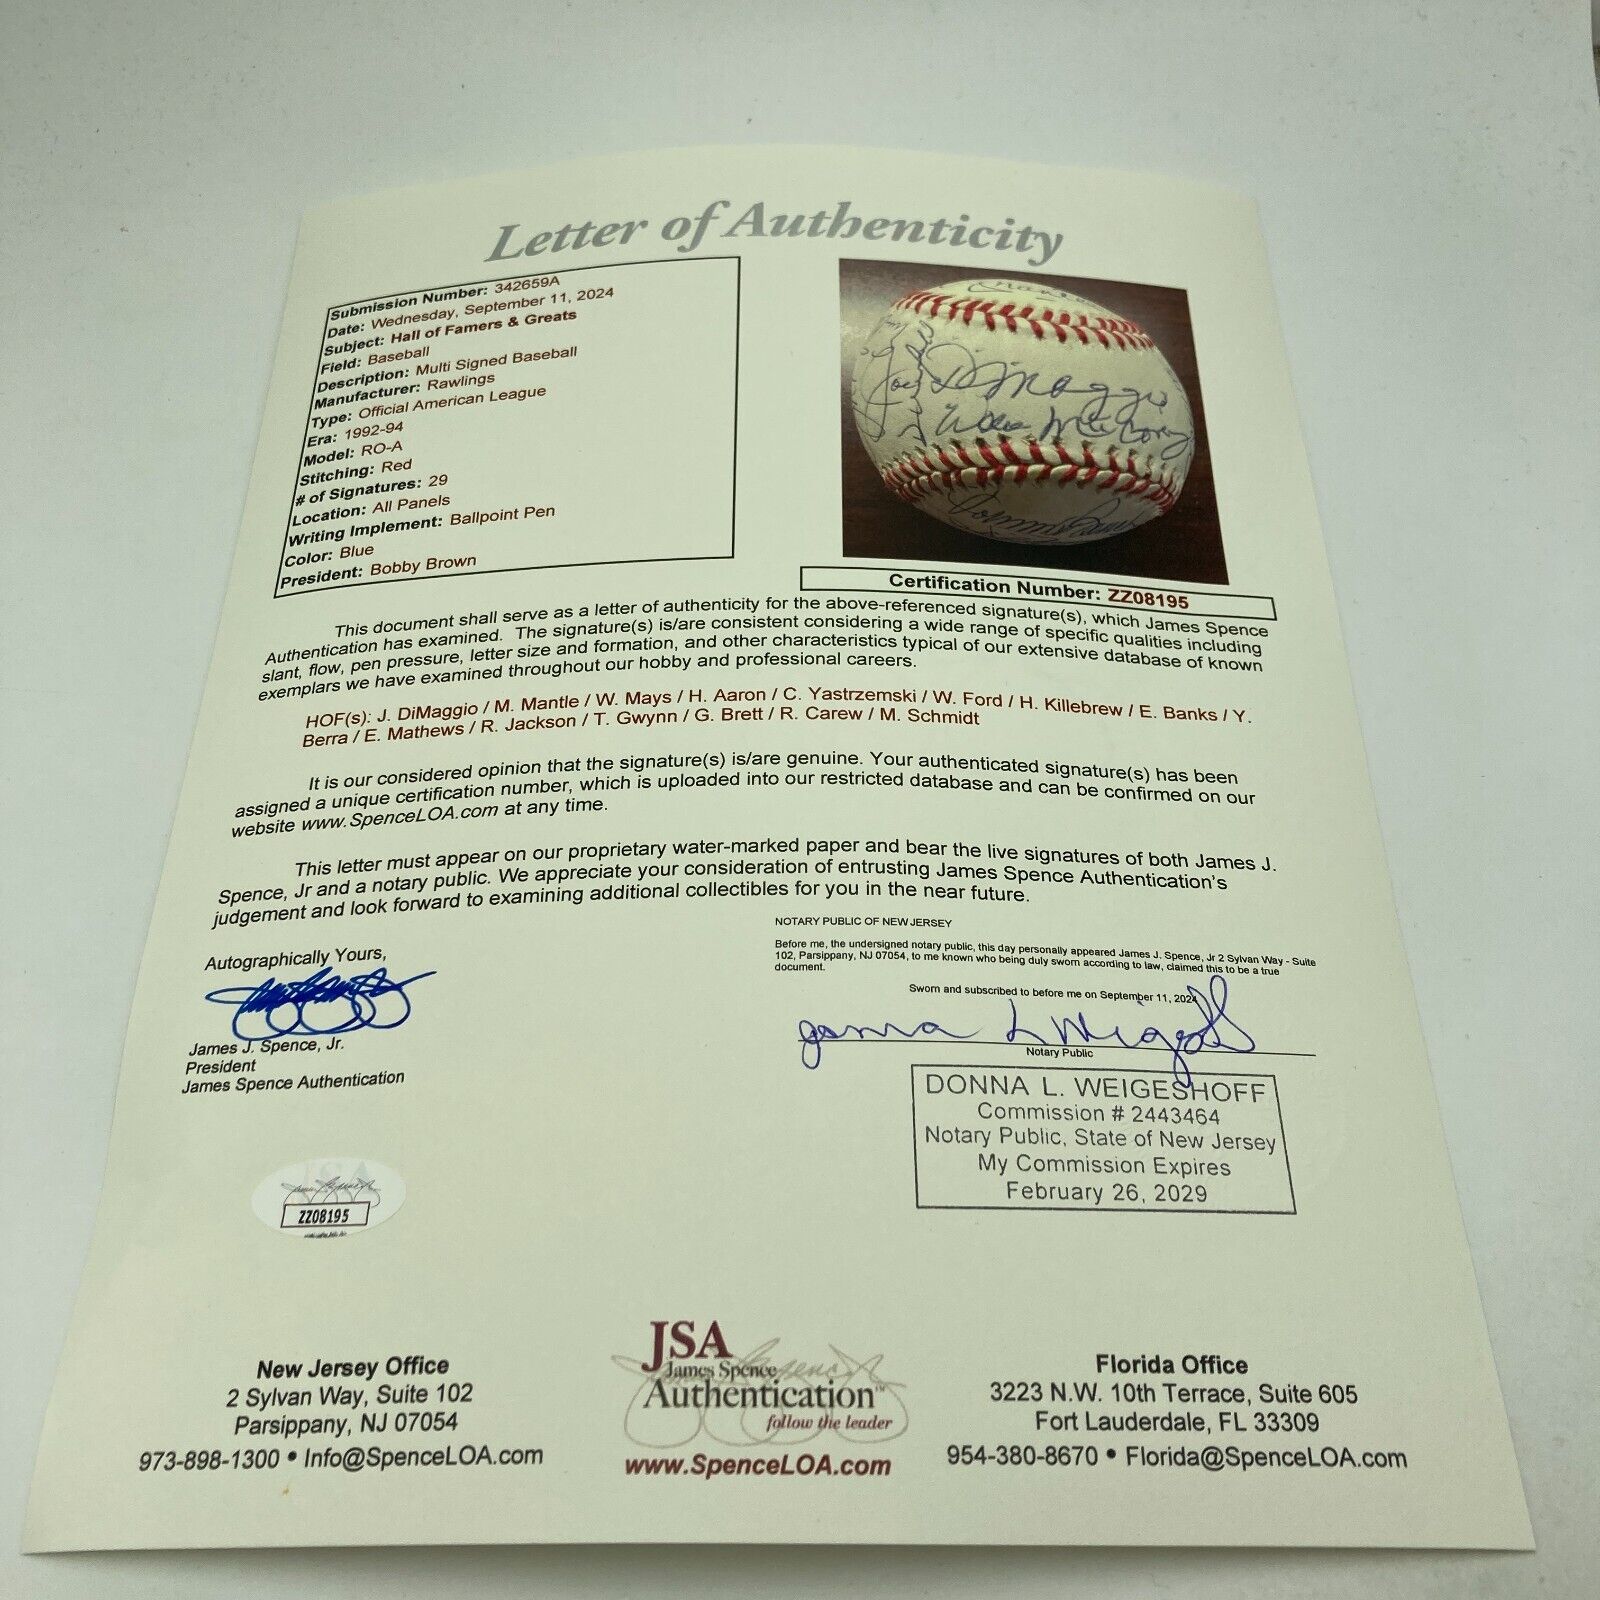 Letter of Authenticity
Submission Number: 342659A
Date: Wednesday, September 11, 2024
Subject: Hall of Famers & Greats
Field: Baseball
Description: Multi Signed Baseball
Manufacturer: Rawlings
Type: Official American League
Era: 1992-94
Model: RO-A
Stitching: Red
# of Signatures: 29
Location: All Panels
Writing Implement: Ballpoint Pen
Color: Blue
President: Bobby Brown
Joe DiMaggio
Willie McCovey
Certification Number: ZZ08195
This document shall serve as a letter of authenticity for the above-referenced signature(s), which James Spence
Authentication has examined. The signature(s) is/are consistent considering a wide range of specific qualities including
slant, flow, pen pressure, letter size and formation, and other characteristics typical of our extensive database of known
exemplars we have examined throughout our hobby and professional careers.
HOF(s): J. DiMaggio / M. Mantle / W. Mays / H. Aaron / C. Yastrzemski / W. Ford / H. Killebrew / E. Banks / Y.
Berra / E. Mathews / R. Jackson / T. Gwynn / G. Brett / R. Carew / M. Schmidt
It is our considered opinion that the signature(s) is/are genuine. Your authenticated signature(s) has been
assigned a unique certification number, which is uploaded into our restricted database and can be confirmed on our
website www.SpenceLOA.com at any time.
This letter must appear on our proprietary water-marked paper and bear the live signatures of both James J.
Spence, Jr and a notary public. We appreciate your consideration of entrusting James Spence Authentication's
judgement and look forward to examining additional collectibles for you in the near future.
NOTARY PUBLIC OF NEW JERSEY
Before me, the undersigned notary public, this day personally appeared James J. Spence, Jr 2 Sylvan Way - Suite
102, Parsippany, NJ 07054, to me known who being duly sworn according to law, claimed this to be a true
document.
Sworn and subscribed to before me on September 11, 2024
Autographically Yours,
James J. Spence, Jr.
President
James Spence Authentication
Donna L Weigeshoff
Notary Public
DONNA L. WEIGESHOFF
Commission # 2443464
Notary Public, State of New Jersey
My Commission Expires
February 26, 2029
JSA
ZZ08195
New Jersey Office
2 Sylvan Way, Suite 102
Parsippany, NJ 07054
973-898-1300 • Info@SpenceLOA.com
JSA
James Spence
Authentication™
follow the leader
www.SpenceLOA.com
Florida Office
3223 N.W. 10th Terrace, Suite 605
Fort Lauderdale, FL 33309
954-380-8670 • Florida@SpenceLOA.com